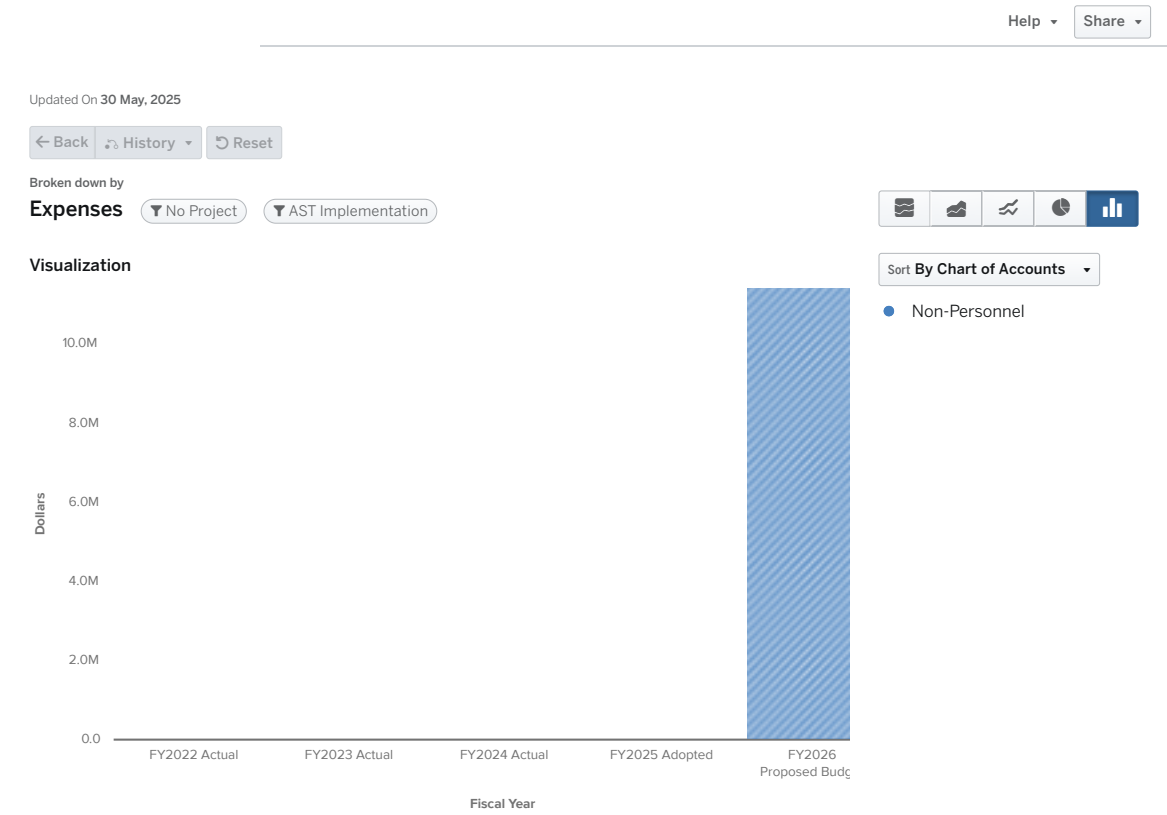 Help
Share
Updated On 30 May, 2025
Back
History
Reset
Broken down by
Expenses
No Project
AST Implementation
Visualization
Sort By Chart of Accounts
Non-Personnel
10.0M
8.0M
6.0M
4.0M
2.0M
0.0
Dollars
FY2022 Actual
FY2023 Actual
FY2024 Actual
FY2025 Adopted
FY2026
Proposed Budg
Fiscal Year